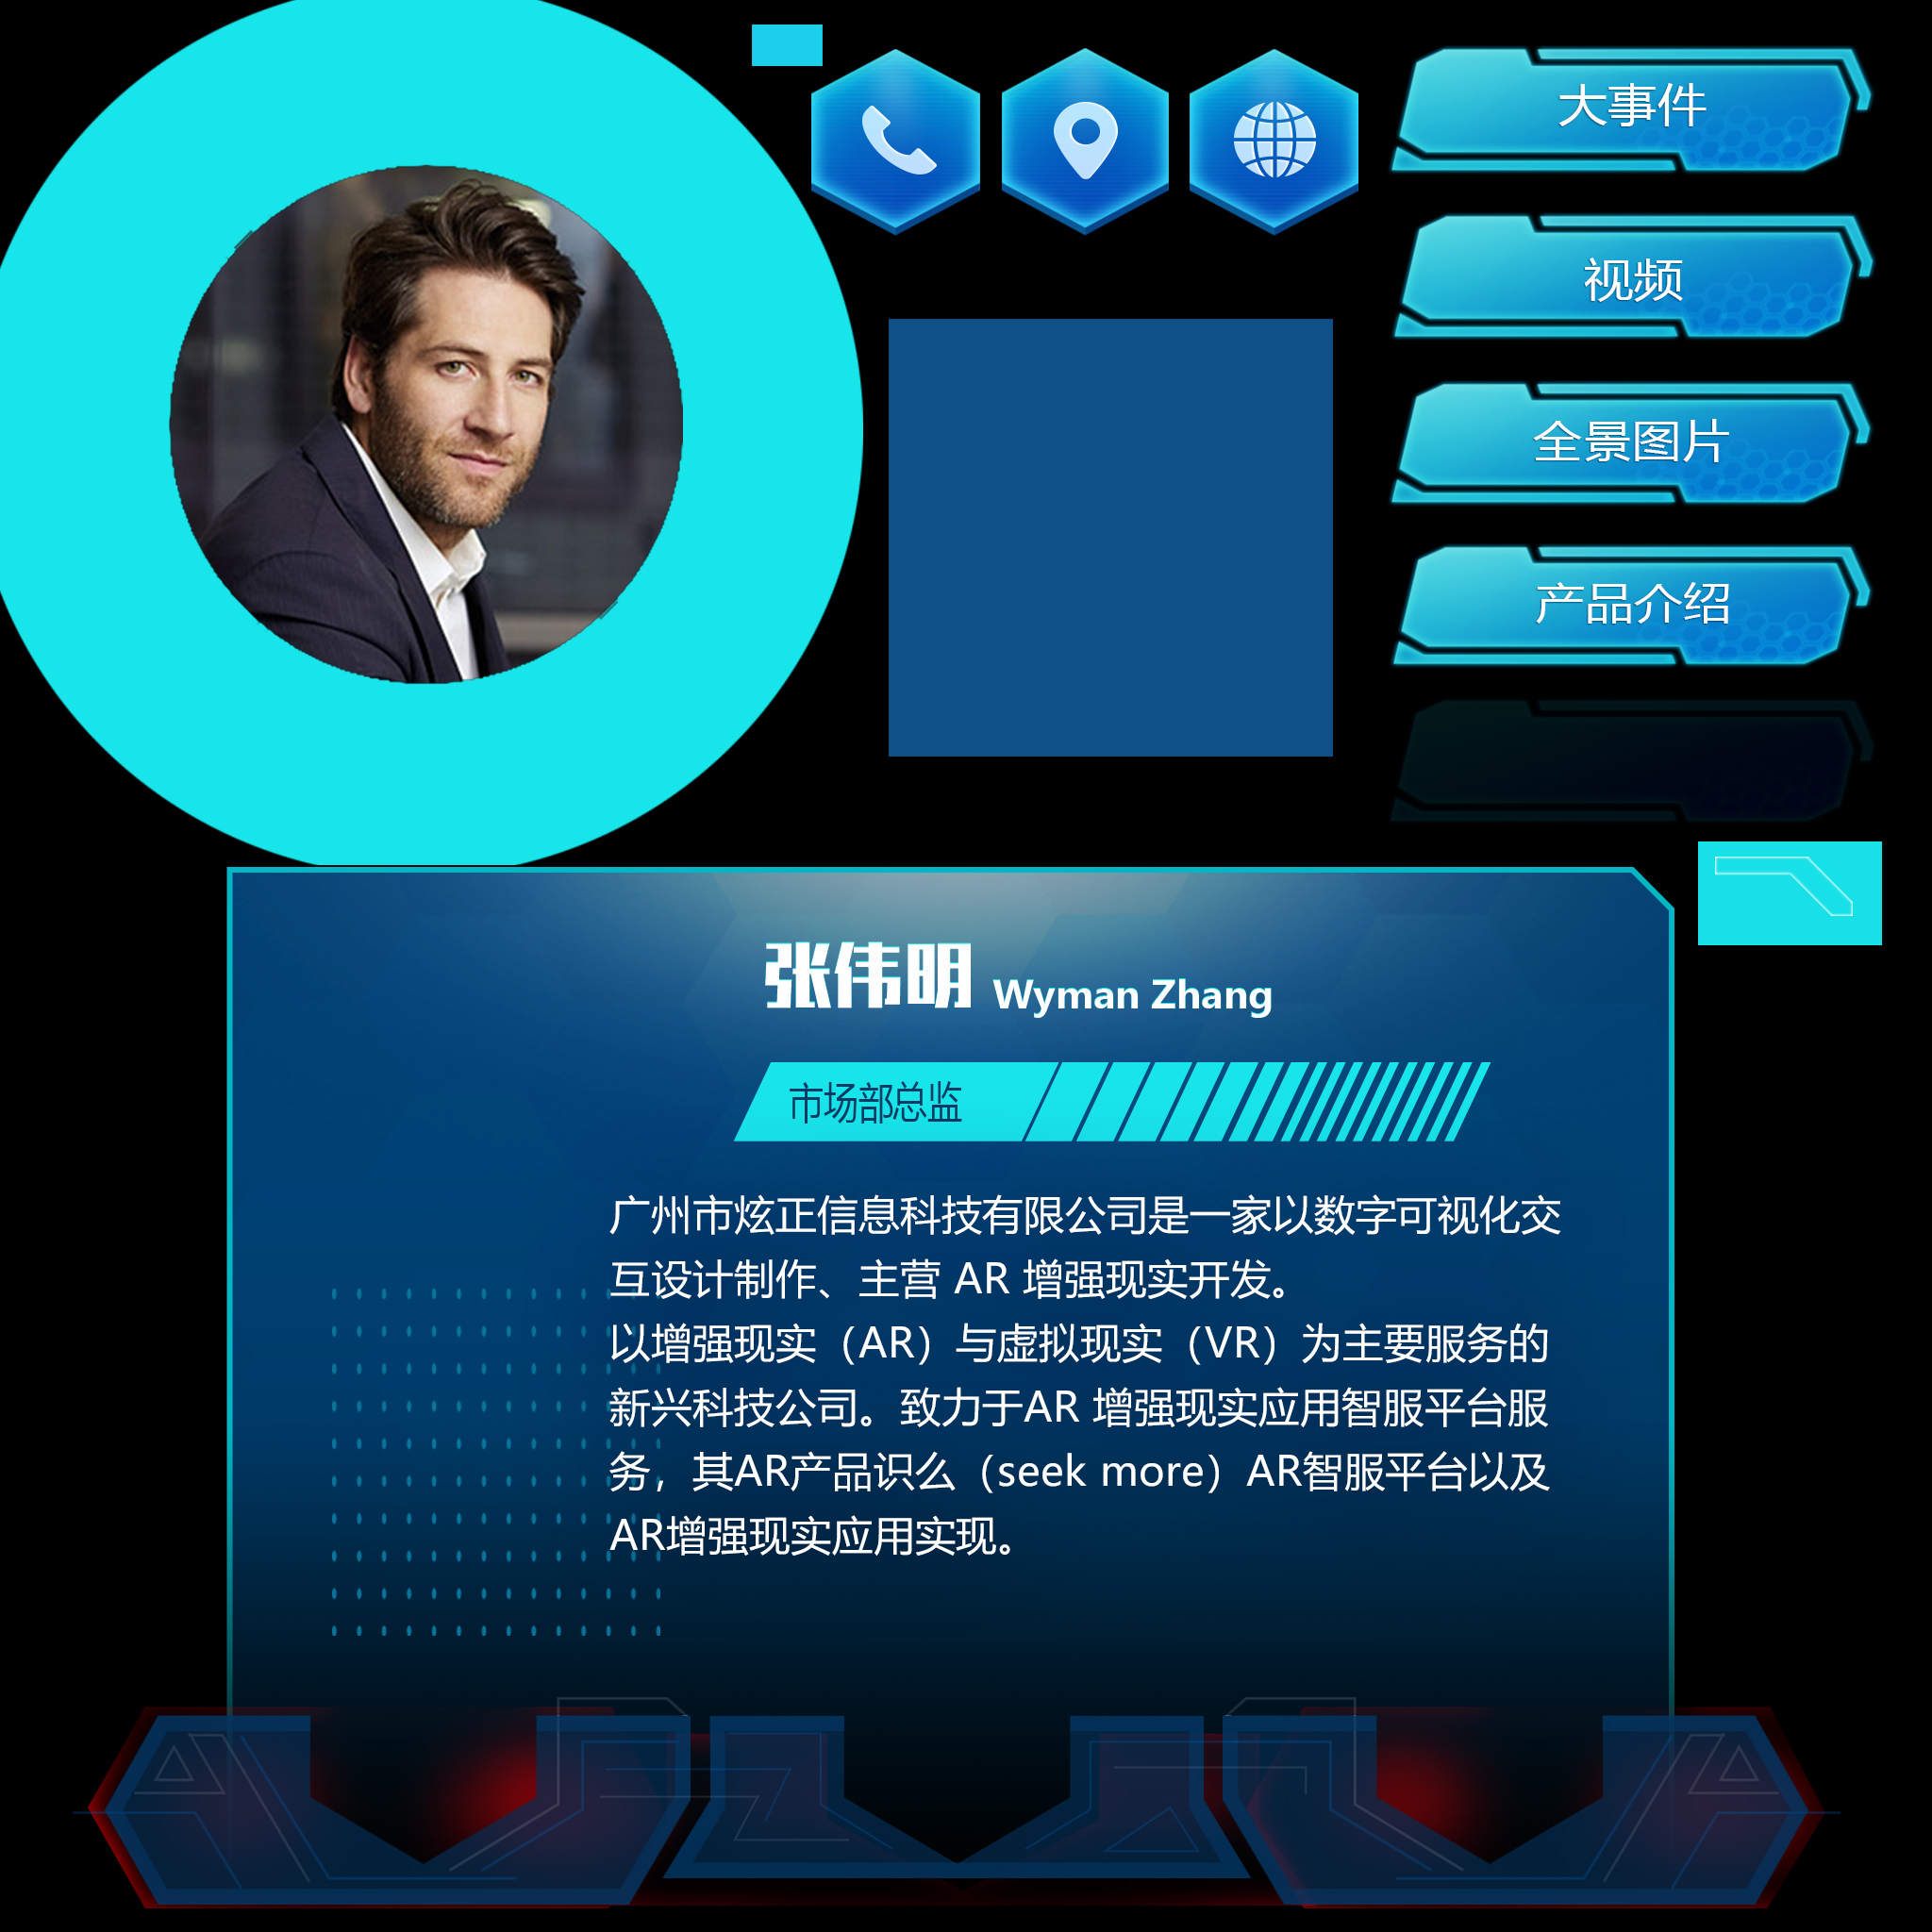 大事件
视频
全景图片
产品介绍
张伟明 Wyman Zhang
市场部总监
广州市炫正信息科技有限公司是一家以数字可视化交
互设计制作、主营 AR 增强现实开发。
以增强现实（AR）与虚拟现实（VR）为主要服务的
新兴科技公司。致力于AR 增强现实应用智服平台服
务，其AR产品识么（seek more）AR智服平台以及
AR增强现实应用实现。